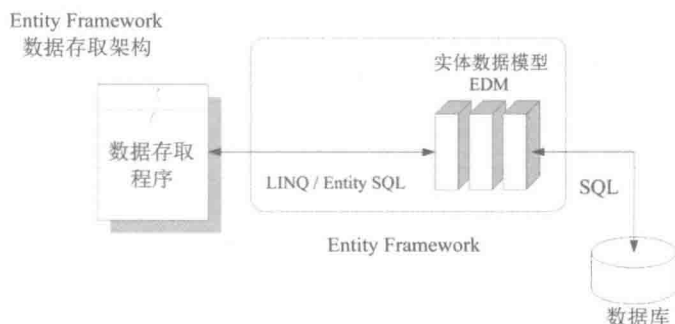 Entity Framework
数据存取架构
实体数据模型
EDM
数据存取
程序
LINQ / Entity SQL
SQL
Entity Framework
数据库